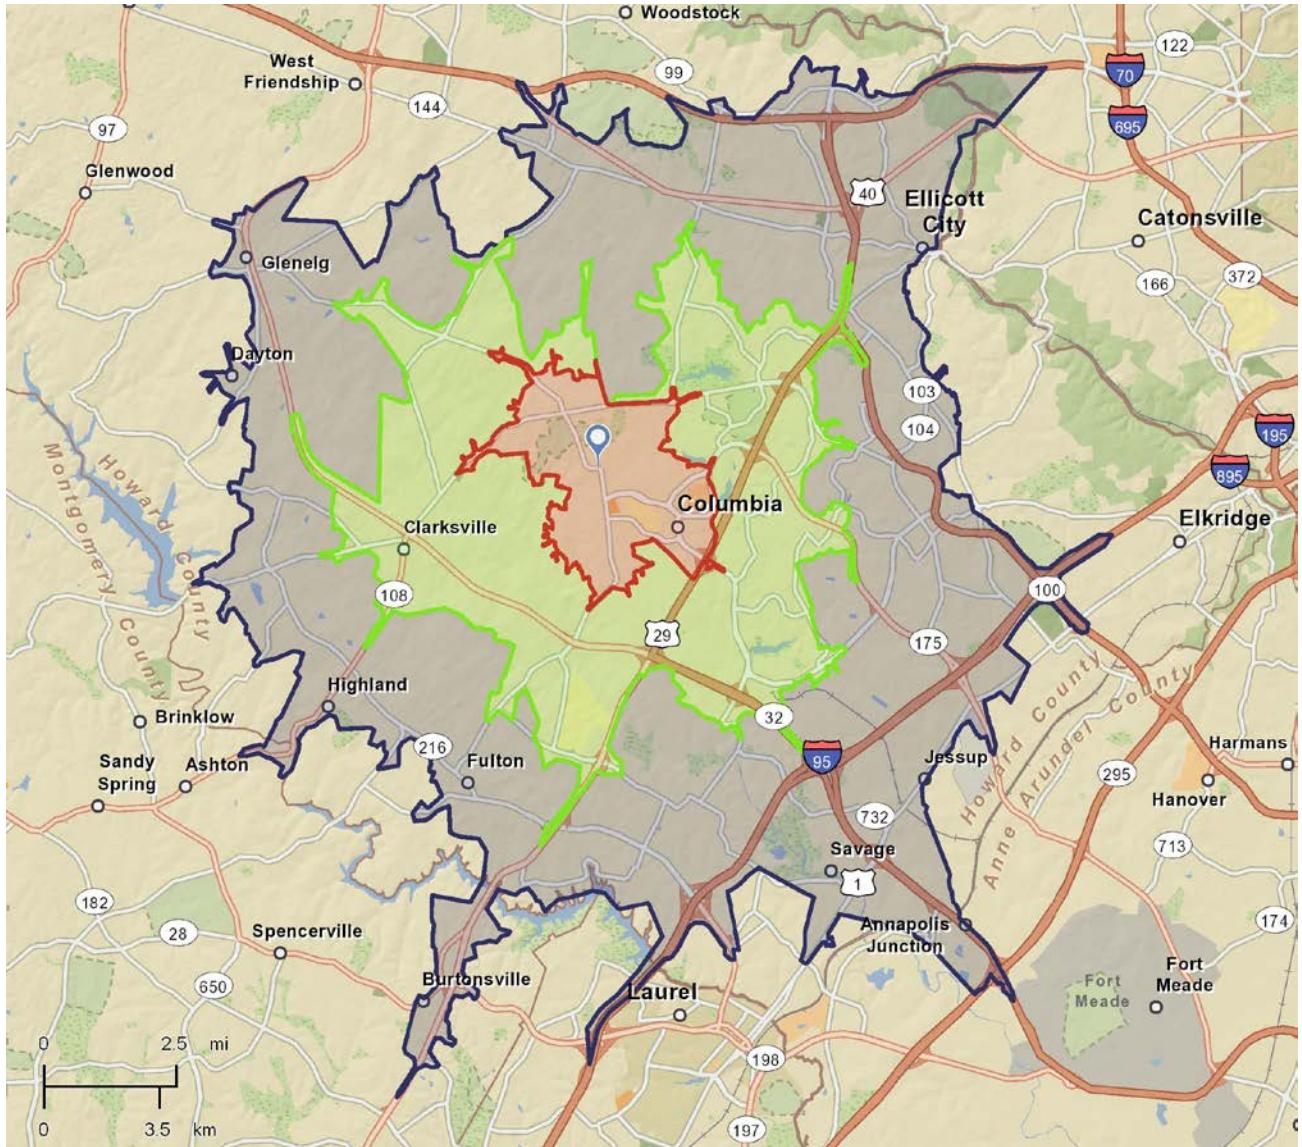 Woodstock
122
West
Friendship
99
70
144
695
97
Glenwood
40
Ellicott
City
Catonsville
Glenelg
372
166
Dayton
103
104
195
895
Howard
County
Montgomery
County
Columbia
Clarksville
Elkridge
108
100
29
175
Highland
Brinklow
32
216
Howard County
Anne Arundel County
Harmans
Sandy
Spring
Ashton
Fulton
95
Jessup
295
Hanover
732
713
Savage
1
182
174
28
Spencerville
Annapolis
Junction
650
Burtonsville
Laurel
Fort
Meade
Fort
Meade
0 2.5 mi
198
0 3.5 km
197